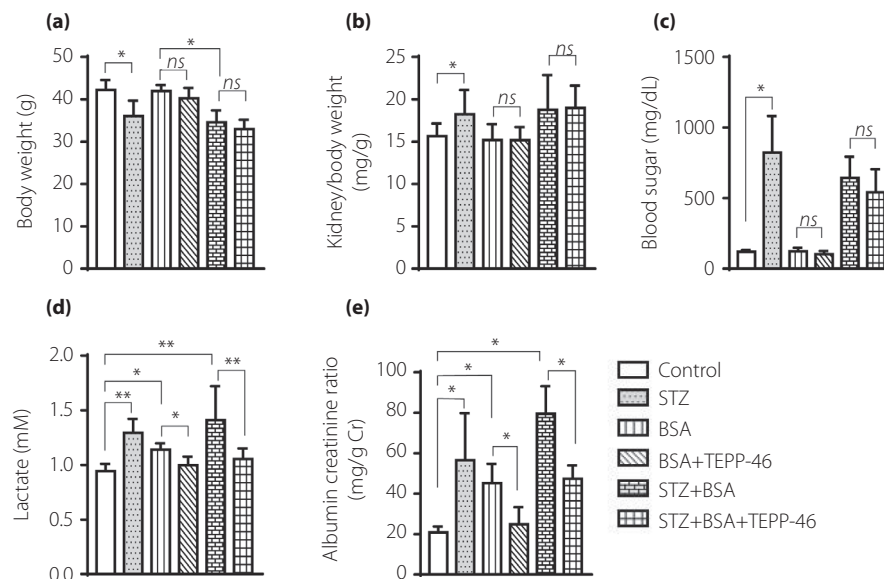 (a)
Body weight (g)
50
40
30
20
10
0
*
ns
*
ns
(b)
Kidney/body weight
(mg/g)
25
20
15
10
5
0
*
ns
ns
(c)
Blood sugar (mg/dL)
1500
1000
500
0
*
ns
ns
(d)
Lactate (mM)
2.0
1.5
1.0
0.5
0.0
**
*
**
*
**
(e)
Albumin creatinine ratio
(mg/g Cr)
100
80
60
40
20
0
*
*
*
*
*
Control
STZ
BSA
BSA+TEPP-46
STZ+BSA
STZ+BSA+TEPP-46